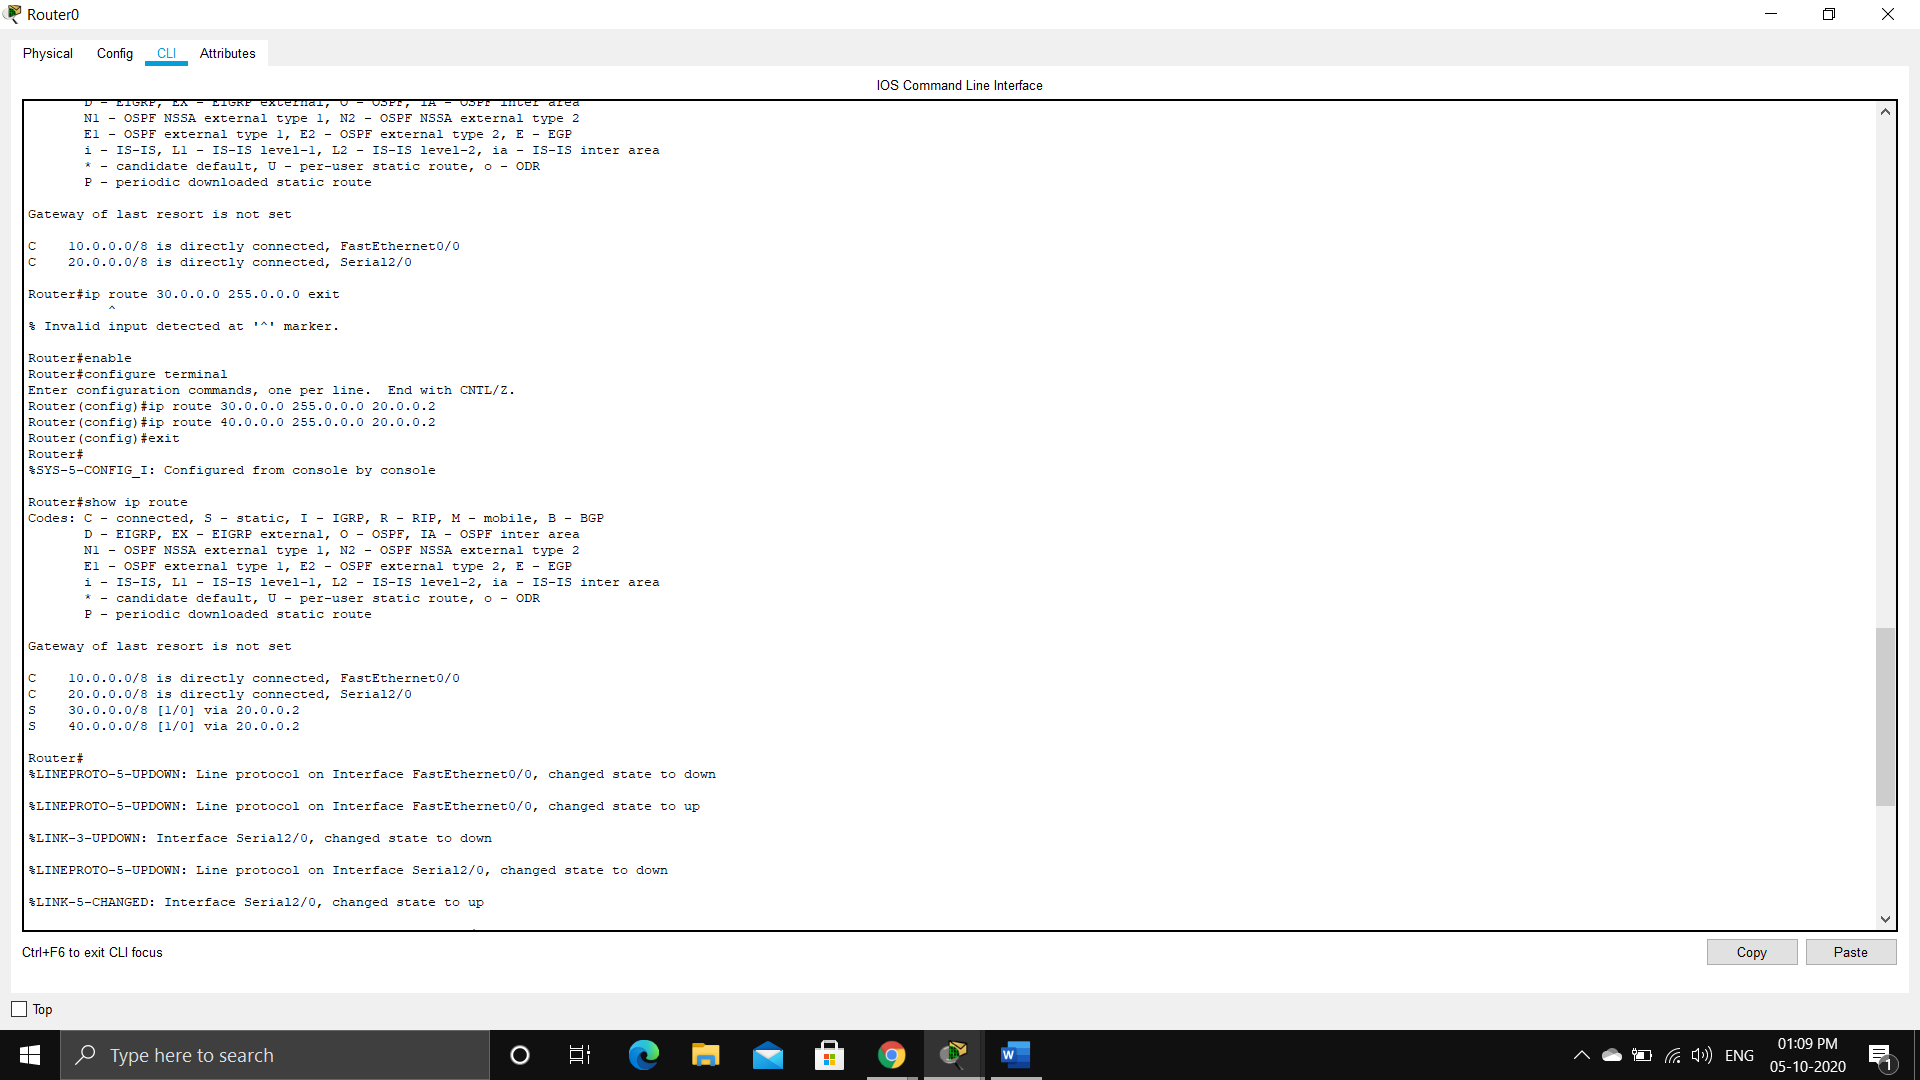 Router0
Physical Config CLI Attributes
IOS Command Line Interface
D - EIGRP, EX - EIGRP external, O - OSPF, IA - OSPF inter area
N1 - OSPF NSSA external type 1, N2 - OSPF NSSA external type 2
E1 - OSPF external type 1, E2 - OSPF external type 2, E - EGP
i - IS-IS, L1 - IS-IS level-1, L2 - IS-IS level-2, ia - IS-IS inter area
* - candidate default, U - per-user static route, o - ODR
P - periodic downloaded static route
Gateway of last resort is not set
C    10.0.0.0/8 is directly connected, FastEthernet0/0
C    20.0.0.0/8 is directly connected, Serial2/0
Router#ip route 30.0.0.0 255.0.0.0 exit
^
% Invalid input detected at '^' marker.
Router#enable
Router#configure terminal
Enter configuration commands, one per line.  End with CNTL/Z.
Router(config)#ip route 30.0.0.0 255.0.0.0 20.0.0.2
Router(config)#ip route 40.0.0.0 255.0.0.0 20.0.0.2
Router(config)#exit
Router#
%SYS-5-CONFIG_I: Configured from console by console
Router#show ip route
Codes: C - connected, S - static, I - IGRP, R - RIP, M - mobile, B - BGP
D - EIGRP, EX - EIGRP external, O - OSPF, IA - OSPF inter area
N1 - OSPF NSSA external type 1, N2 - OSPF NSSA external type 2
E1 - OSPF external type 1, E2 - OSPF external type 2, E - EGP
i - IS-IS, L1 - IS-IS level-1, L2 - IS-IS level-2, ia - IS-IS inter area
* - candidate default, U - per-user static route, o - ODR
P - periodic downloaded static route
Gateway of last resort is not set
C    10.0.0.0/8 is directly connected, FastEthernet0/0
C    20.0.0.0/8 is directly connected, Serial2/0
S    30.0.0.0/8 [1/0] via 20.0.0.2
S    40.0.0.0/8 [1/0] via 20.0.0.2
Router#
%LINEPROTO-5-UPDOWN: Line protocol on Interface FastEthernet0/0, changed state to down
%LINEPROTO-5-UPDOWN: Line protocol on Interface FastEthernet0/0, changed state to up
%LINK-3-UPDOWN: Interface Serial2/0, changed state to down
%LINEPROTO-5-UPDOWN: Line protocol on Interface Serial2/0, changed state to down
%LINK-5-CHANGED: Interface Serial2/0, changed state to up
Ctrl+F6 to exit CLI focus
Copy Paste
Top
Type here to search
W
ENG
01:09 PM
05-10-2020
1